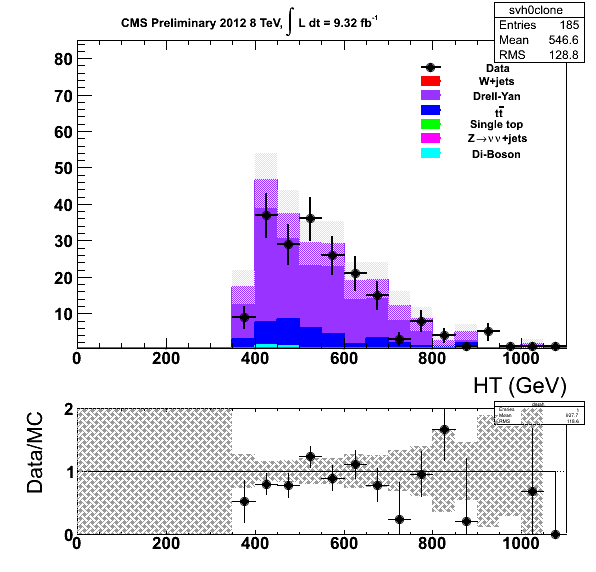 CMS Preliminary 2012 8 TeV, ∫ L dt = 9.32 fb⁻¹
svh0clone
Entries 185
Mean 546.6
RMS 128.8
Data
W+jets
Drell-Yan
tt̅
Single top
Z→νν+jets
Di-Boson
80
70
60
50
40
30
20
10
0 200 400 600 800 1000
HT (GeV)
Data/MC
2
1
0
Entries
Mean
RMS
0 200 400 600 800 1000